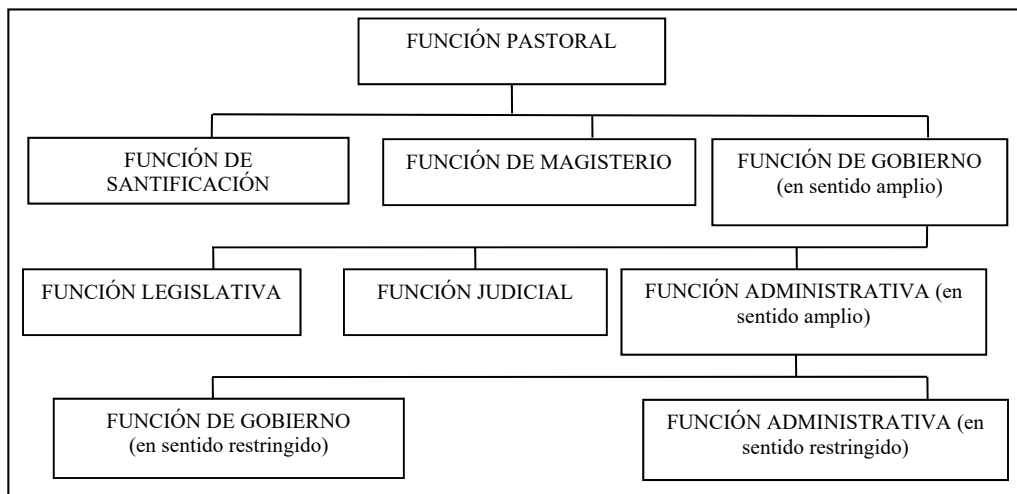 FUNCIÓN PASTORAL
FUNCIÓN DE
SANTIFICACIÓN
FUNCIÓN DE MAGISTERIO
FUNCIÓN DE GOBIERNO
(en sentido amplio)
FUNCIÓN LEGISLATIVA
FUNCIÓN JUDICIAL
FUNCIÓN ADMINISTRATIVA (en
sentido amplio)
FUNCIÓN DE GOBIERNO
(en sentido restringido)
FUNCIÓN ADMINISTRATIVA (en
sentido restringido)